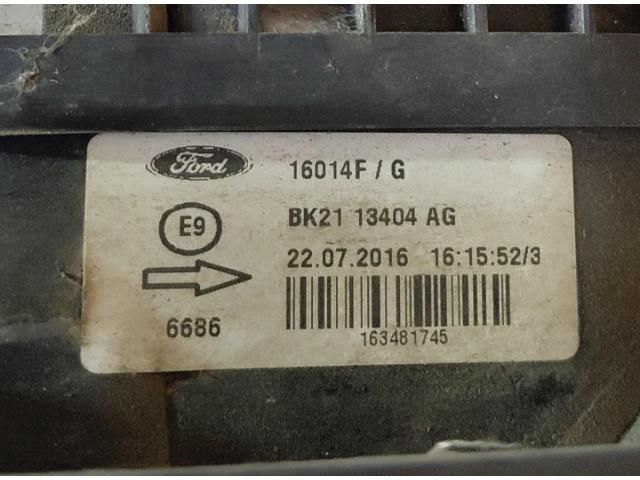 Ford
16014F / G
E9
BK21 13404 AG
22.07.2016 16:15:52/3
6686
163481745